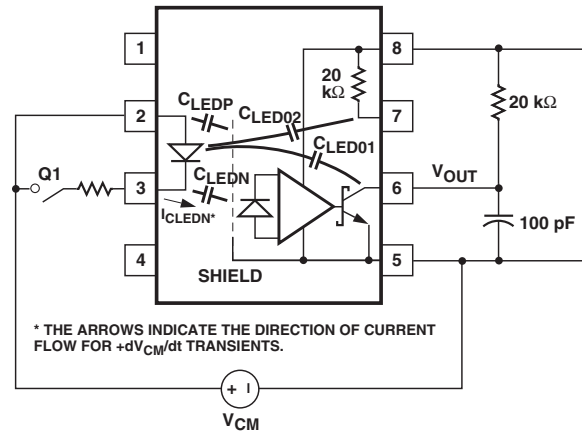 1
8
20
kΩ
CLEDP
CLED02
20 kΩ
2
7
CLED01
Q1
CLEDN
VOUT
3
6
ICLEDN*
100 pF
4
SHIELD
5
* THE ARROWS INDICATE THE DIRECTION OF CURRENT
FLOW FOR +dVCM/dt TRANSIENTS.
+ –
VCM